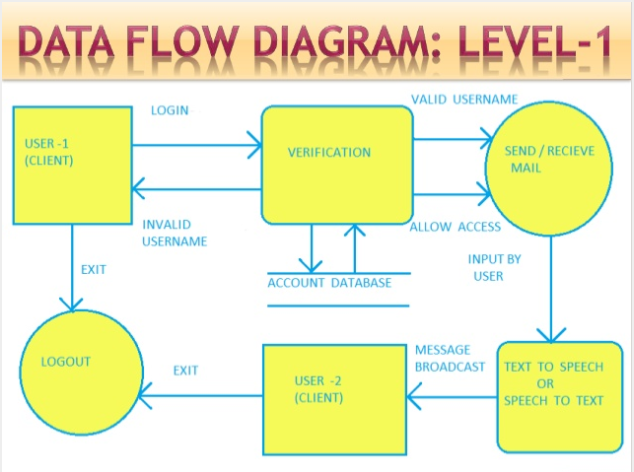 DATA FLOW DIAGRAM: LEVEL-1
LOGIN
VALID USERNAME
USER -1
(CLIENT)
VERIFICATION
SEND / RECIEVE
MAIL
INVALID
USERNAME
ALLOW ACCESS
EXIT
ACCOUNT DATABASE
INPUT BY
USER
LOGOUT
EXIT
USER -2
(CLIENT)
MESSAGE
BROADCAST
TEXT TO SPEECH
OR
SPEECH TO TEXT